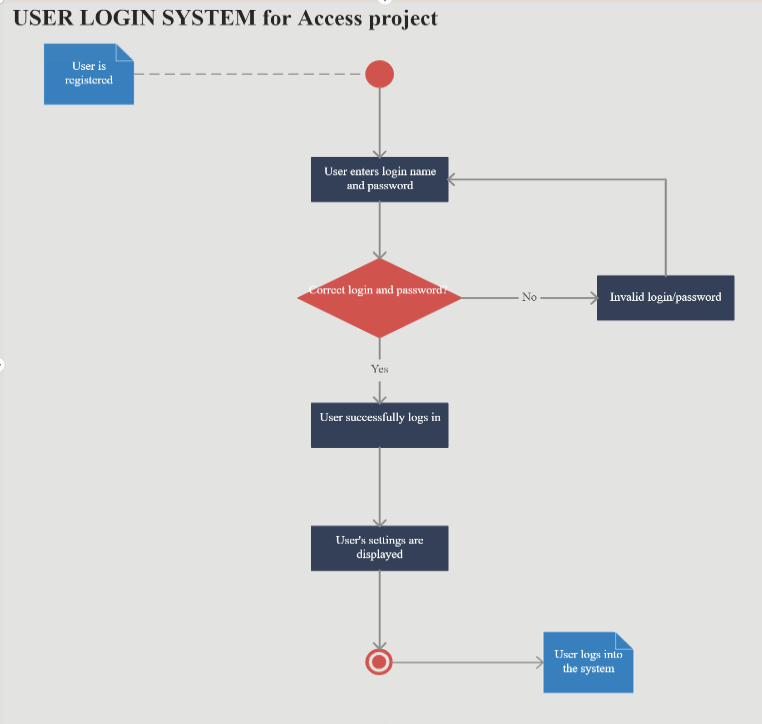 USER LOGIN SYSTEM for Access project
User is
registered
User enters login name
and password
Correct login and password?
No
Invalid login/password
Yes
User successfully logs in
User's settings are
displayed
User logs into
the system